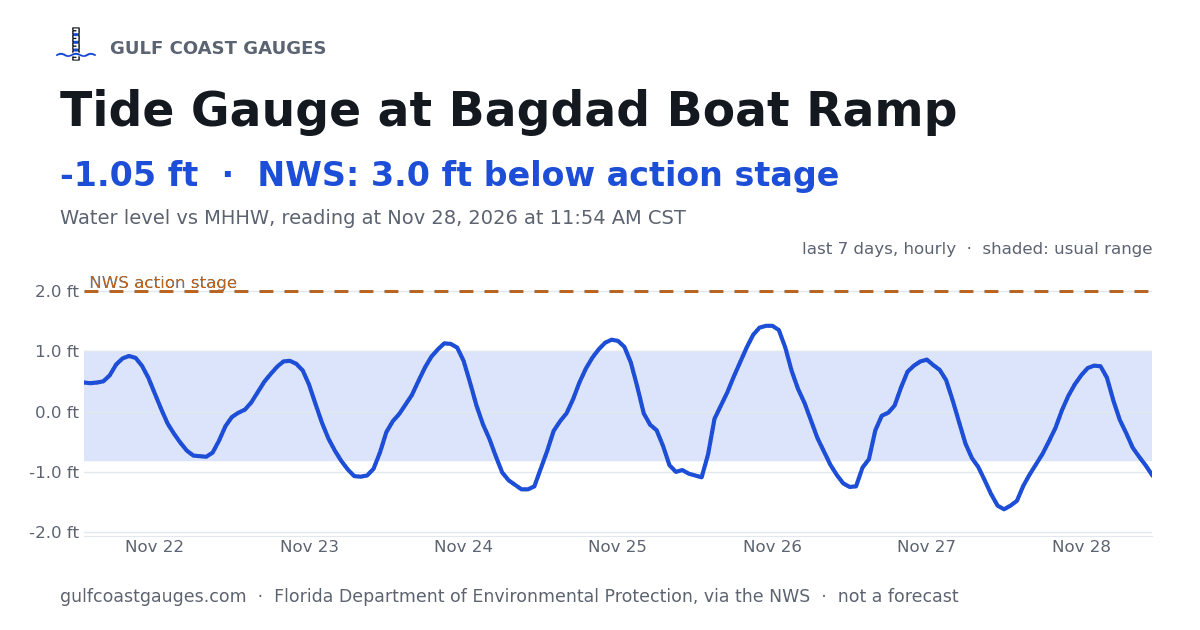 GULF COAST GAUGES
Tide Gauge at Bagdad Boat Ramp
-1.05 ft · NWS: 3.0 ft below action stage
Water level vs MHHW, reading at Nov 28, 2026 at 11:54 AM CST
last 7 days, hourly · shaded: usual range
NWS action stage
2.0 ft
1.0 ft
0.0 ft
-1.0 ft
-2.0 ft
Nov 22 Nov 23 Nov 24 Nov 25 Nov 26 Nov 27 Nov 28
gulfcoastgauges.com · Florida Department of Environmental Protection, via the NWS · not a forecast